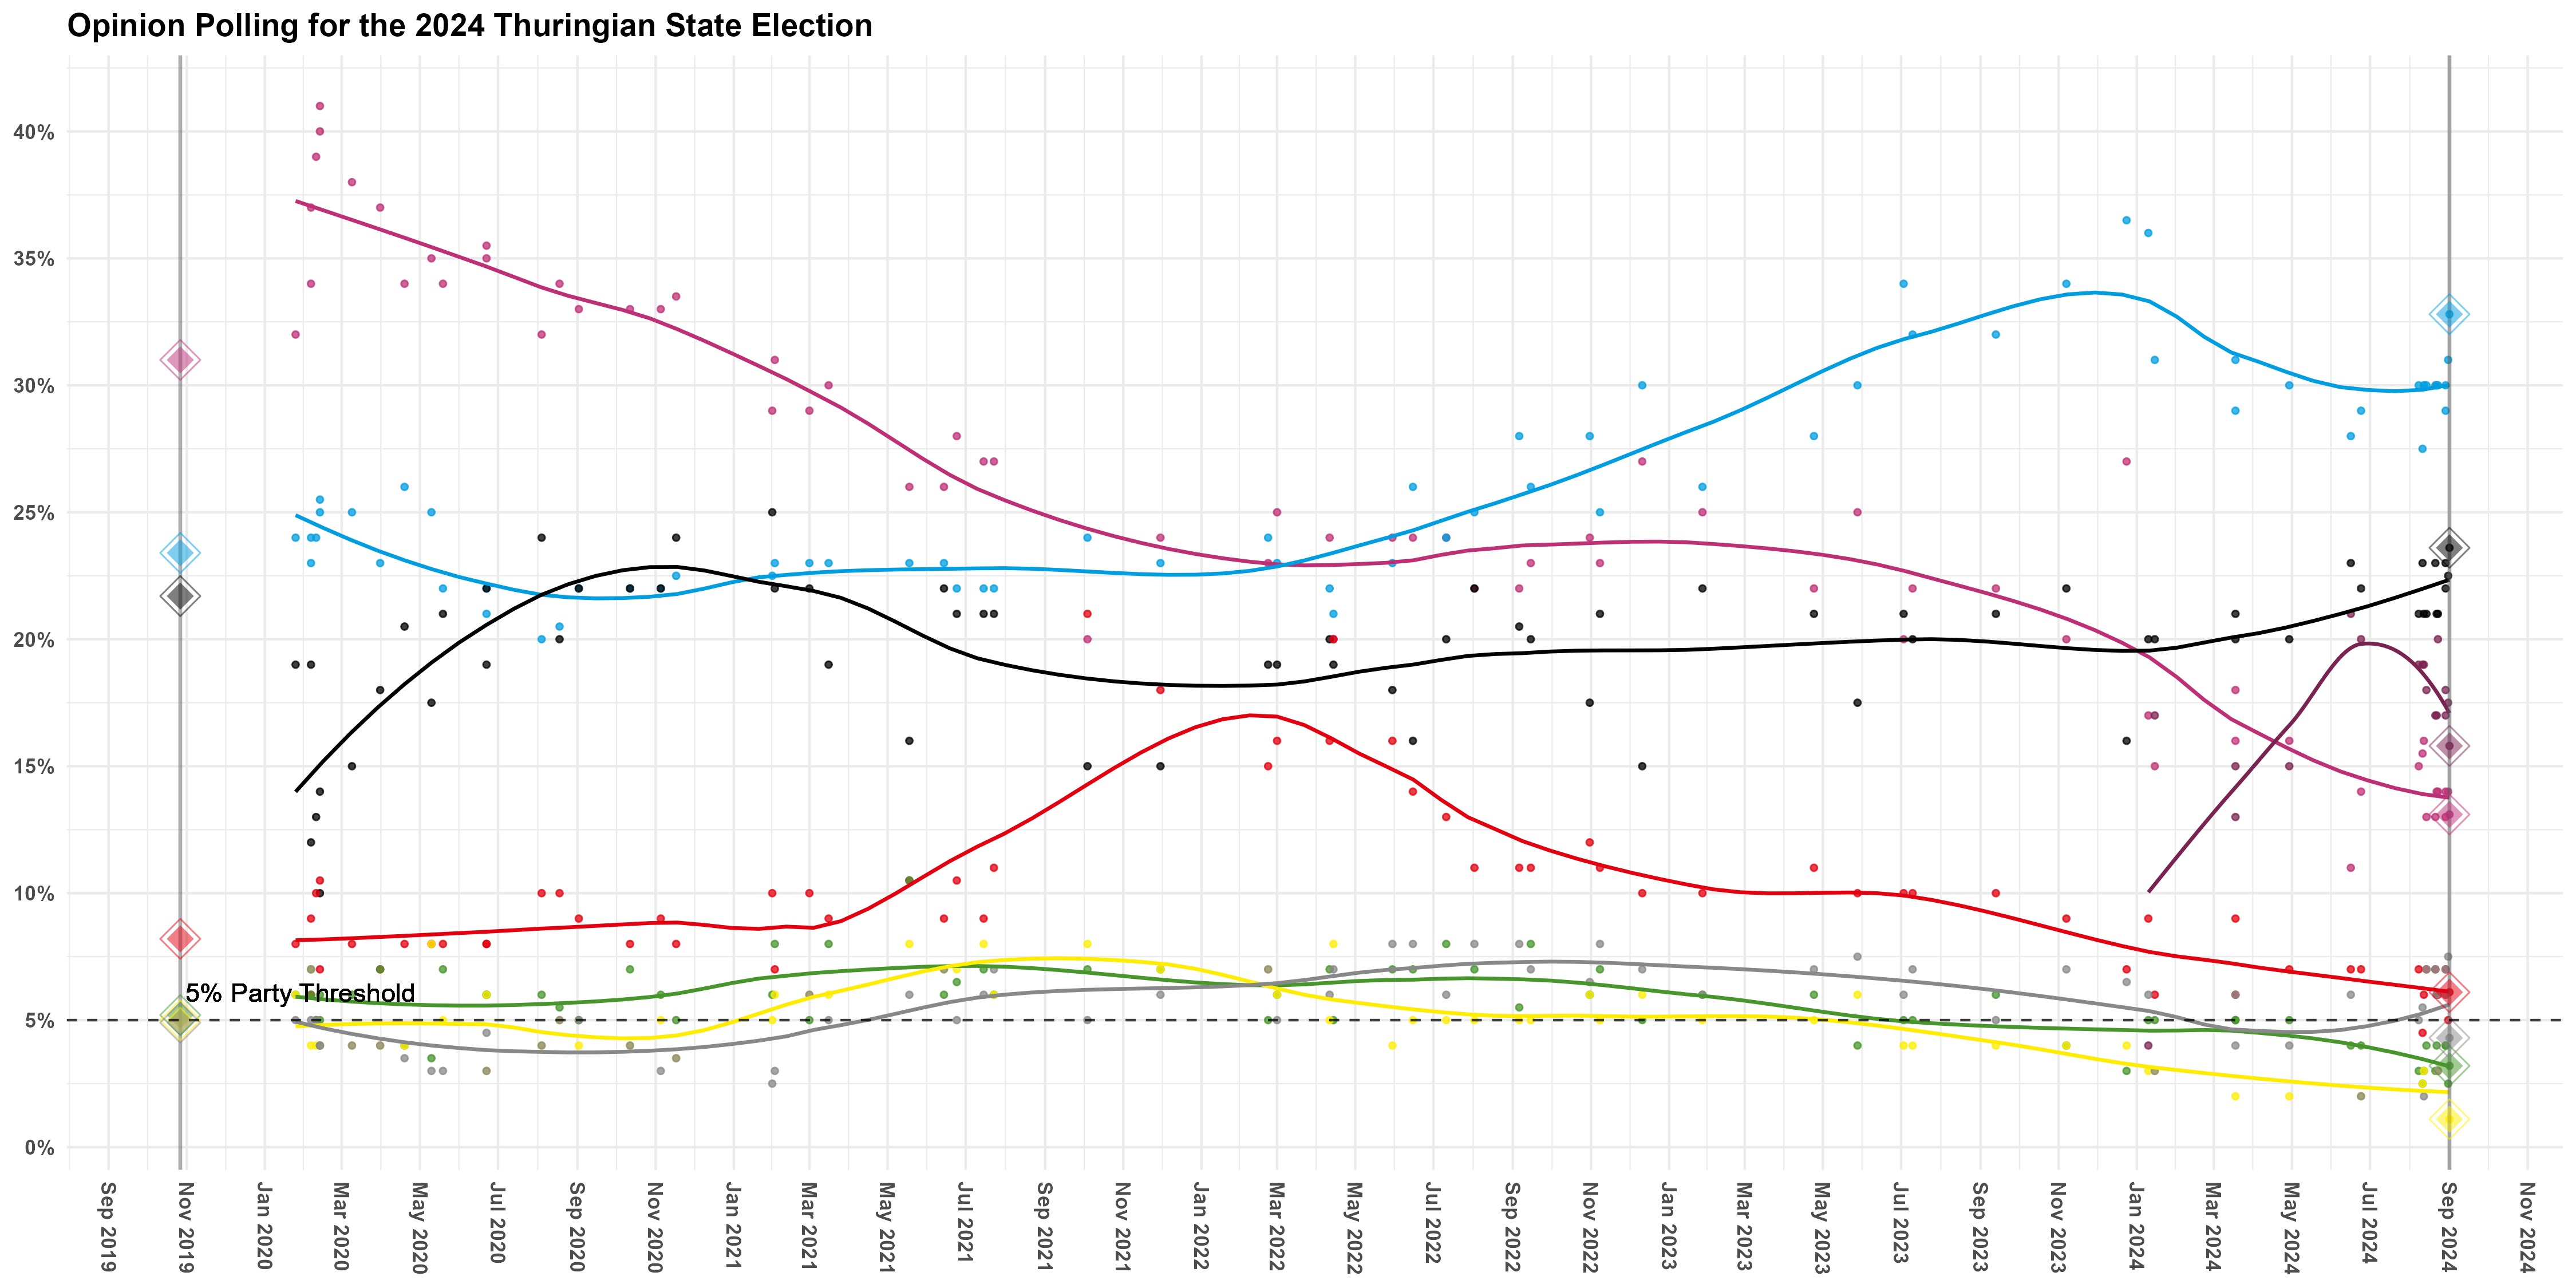 Opinion Polling for the 2024 Thuringian State Election
40%
35%
30%
25%
20%
15%
10%
5%
0%
5% Party Threshold
Sep 2019
Nov 2019
Jan 2020
Mar 2020
May 2020
Jul 2020
Sep 2020
Nov 2020
Jan 2021
Mar 2021
May 2021
Jul 2021
Sep 2021
Nov 2021
Jan 2022
Mar 2022
May 2022
Jul 2022
Sep 2022
Nov 2022
Jan 2023
Mar 2023
May 2023
Jul 2023
Sep 2023
Nov 2023
Jan 2024
Mar 2024
May 2024
Jul 2024
Sep 2024
Nov 2024